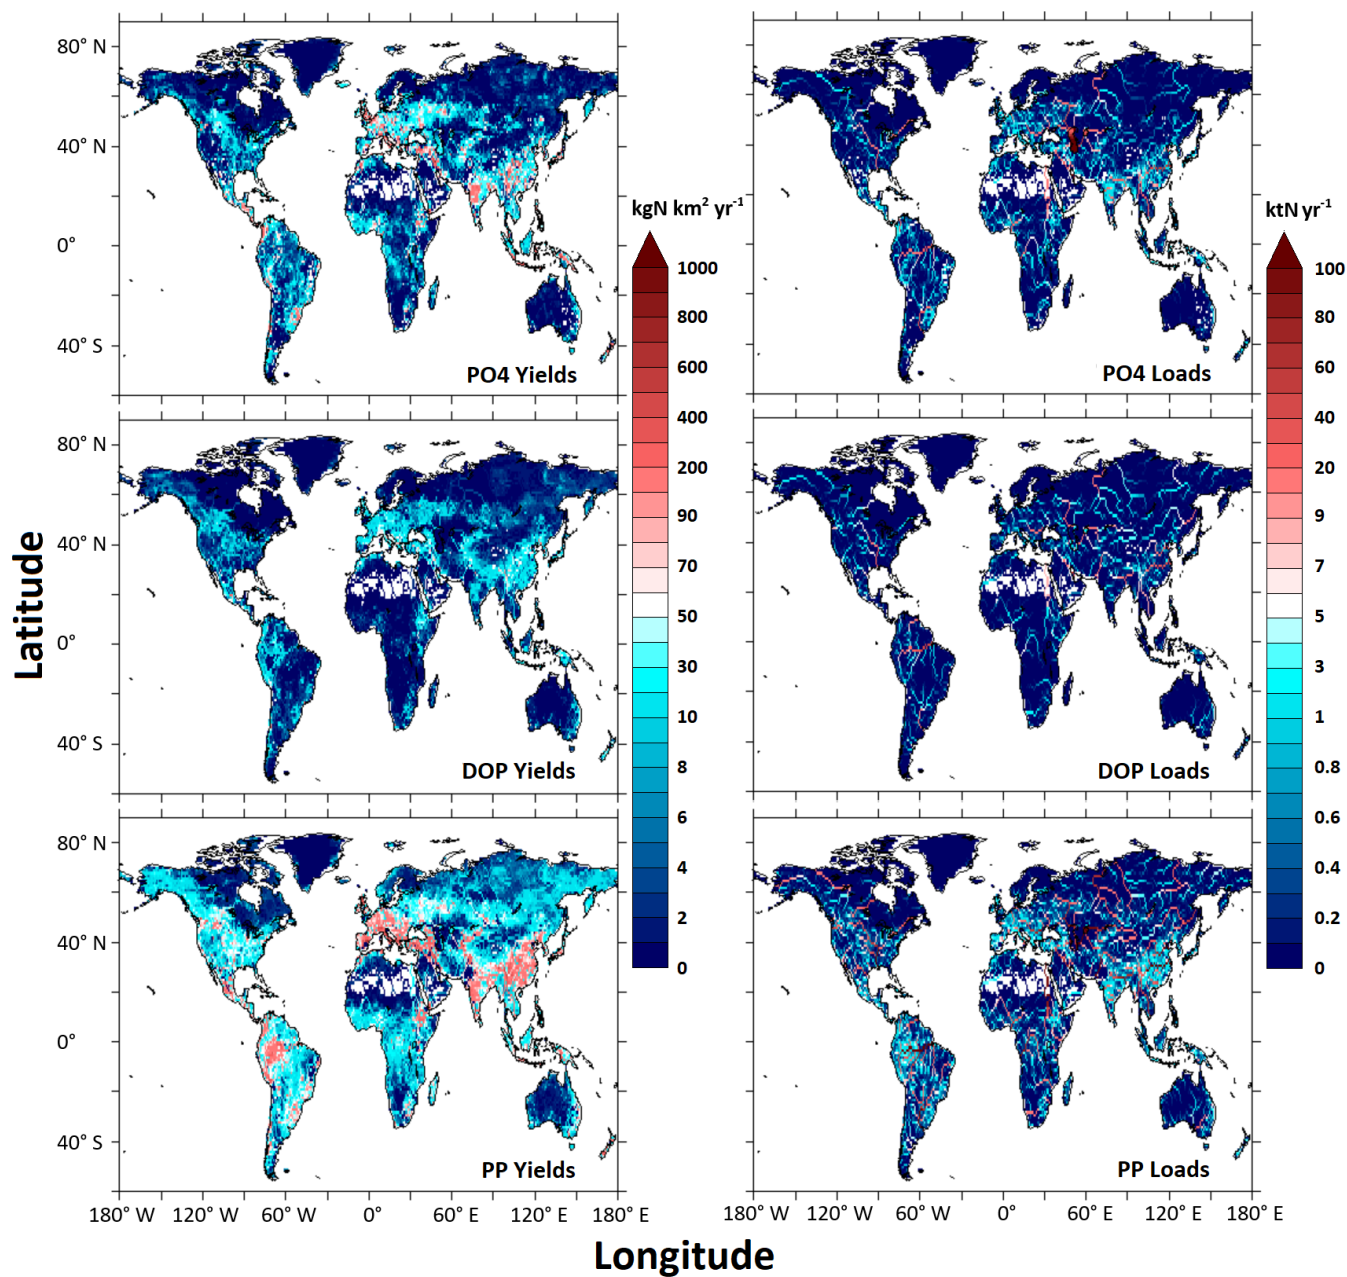 80° N
40° N
0°
40° S
PO4 Yields
PO4 Loads
kgN km² yr⁻¹
1000
800
600
400
200
90
70
50
30
10
8
6
4
2
0
ktN yr⁻¹
100
80
60
40
20
9
7
5
3
1
0.8
0.6
0.4
0.2
0
80° N
40° N
0°
40° S
DOP Yields
DOP Loads
Latitude
80° N
40° N
0°
40° S
PP Yields
PP Loads
180° W 120° W 60° W 0° 60° E 120° E 180° E
180° W 120° W 60° W 0° 60° E 120° E 180° E
Longitude